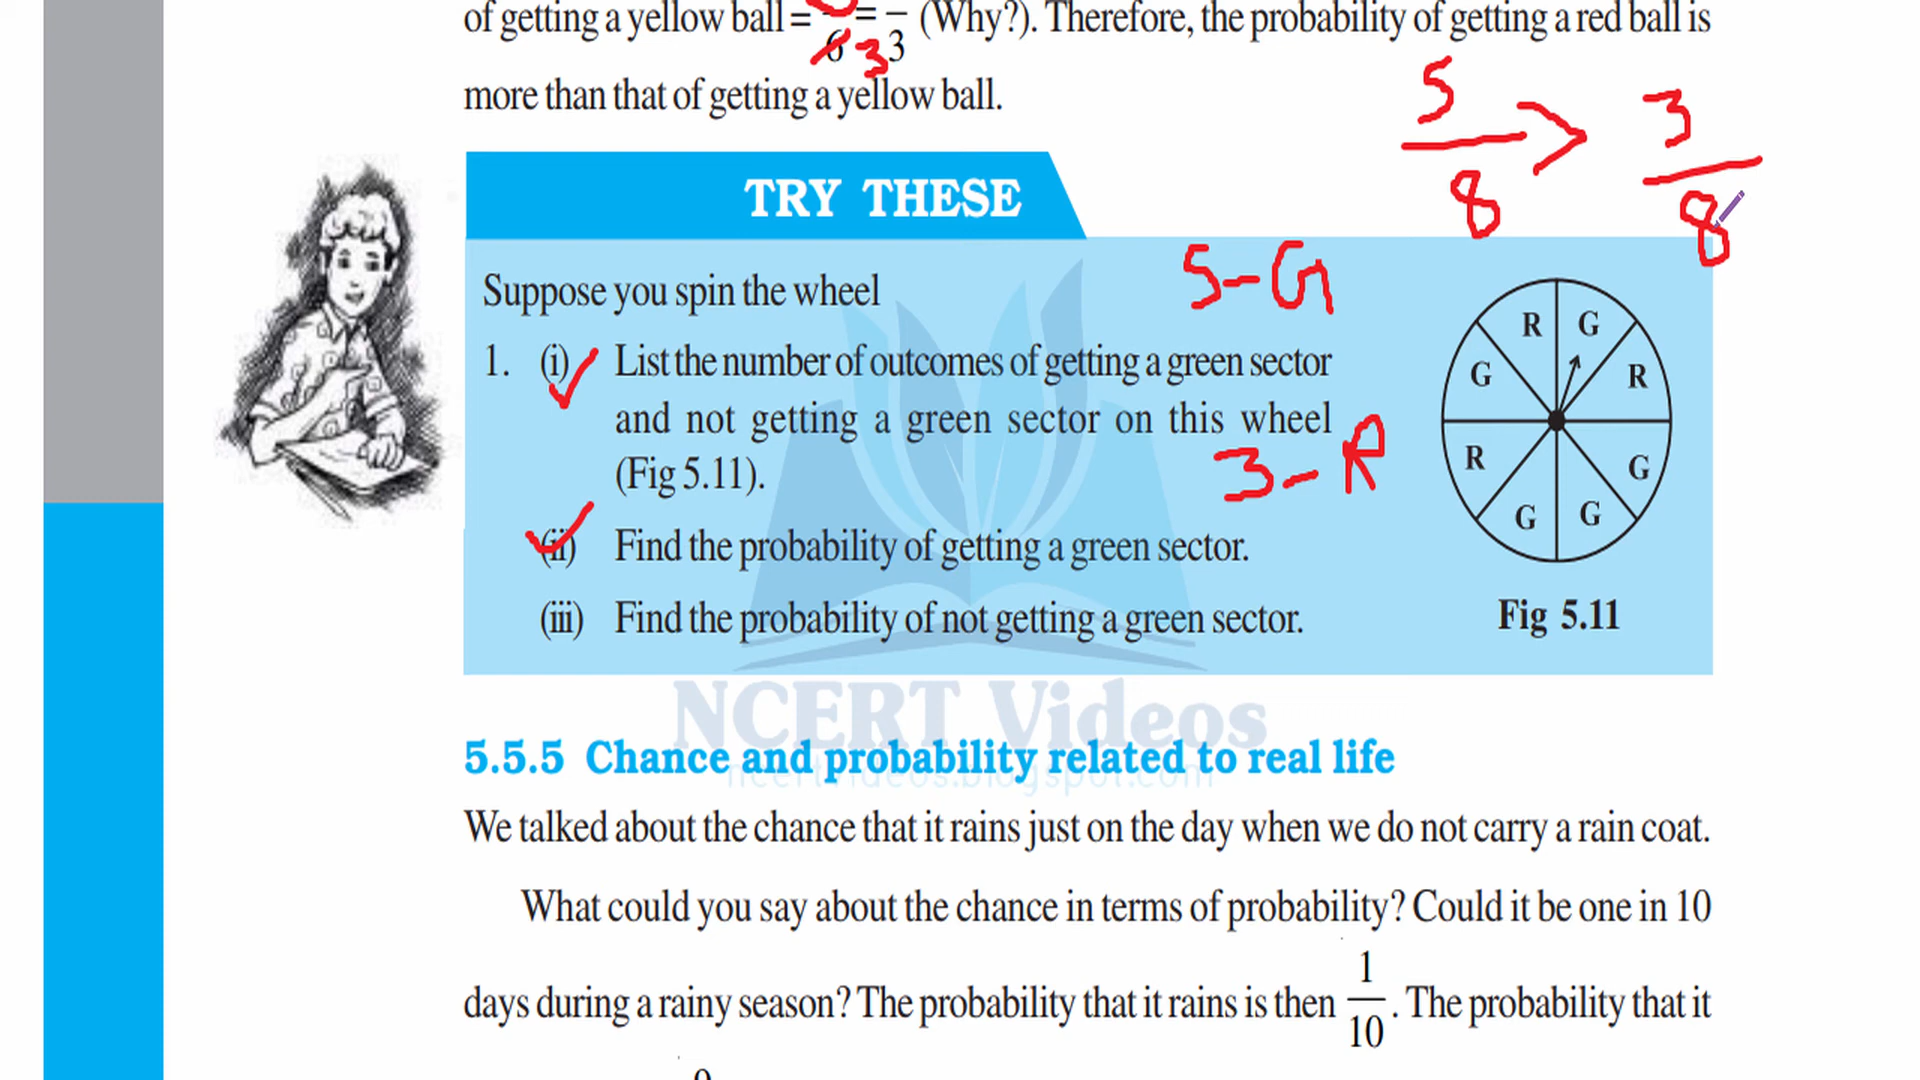 of getting a yellow ball = 6 = 3 (Why?). Therefore, the probability of getting a red ball is
3
more than that of getting a yellow ball.
5/8 > 3/8
TRY THESE
5-G
Suppose you spin the wheel
1. (i) List the number of outcomes of getting a green sector
and not getting a green sector on this wheel
(Fig 5.11).
3-R
(ii) Find the probability of getting a green sector.
(iii) Find the probability of not getting a green sector.
R G
G R
R G
G G
Fig 5.11
NCERT Videos
ncertvideos.blogspot.com
5.5.5 Chance and probability related to real life
We talked about the chance that it rains just on the day when we do not carry a rain coat.
What could you say about the chance in terms of probability? Could it be one in 10
days during a rainy season? The probability that it rains is then 1/10. The probability that it